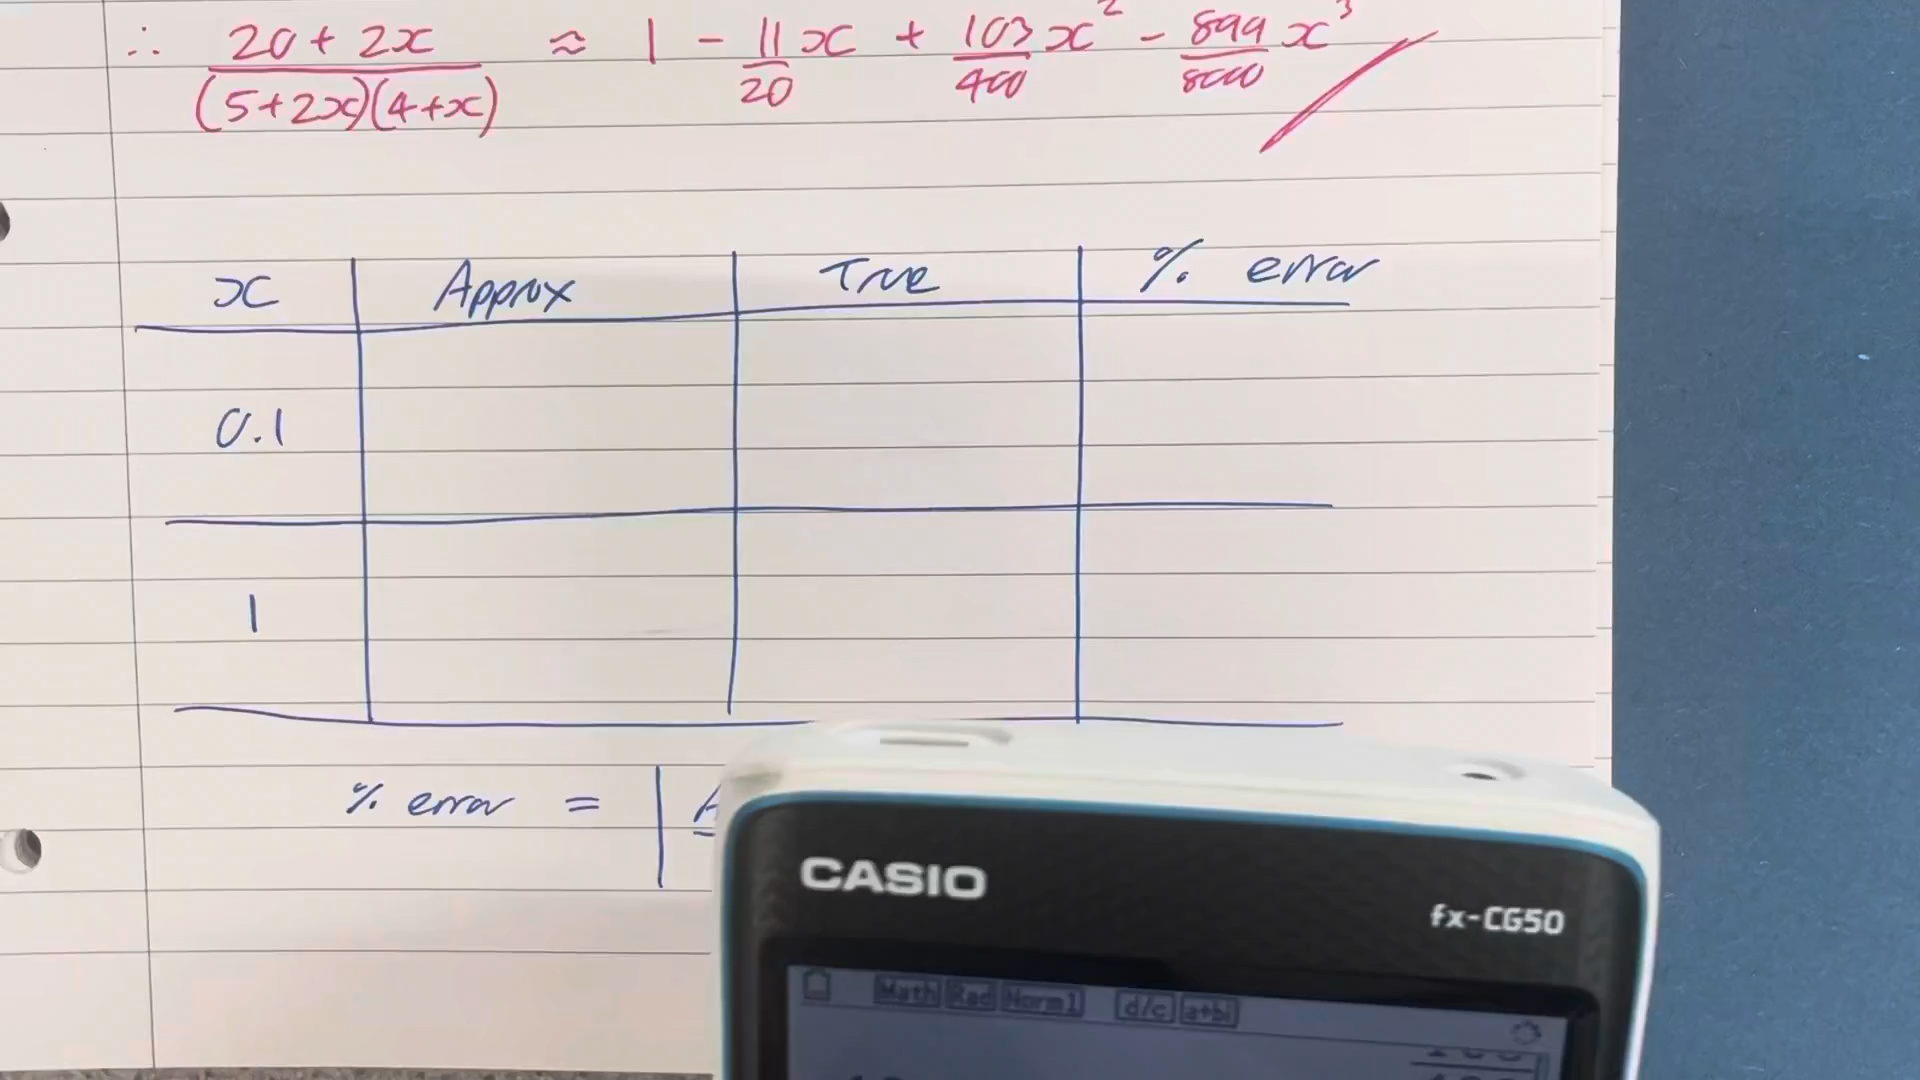 ∴ 20 + 2x / (5+2x)(4+x) ≈ 1 - 11/20 x + 103/400 x² - 899/8000 x³
x Approx True % error
0.1
1
% error = |
CASIO
fx-CG50
Math Rad Norm1 d/c a+bi